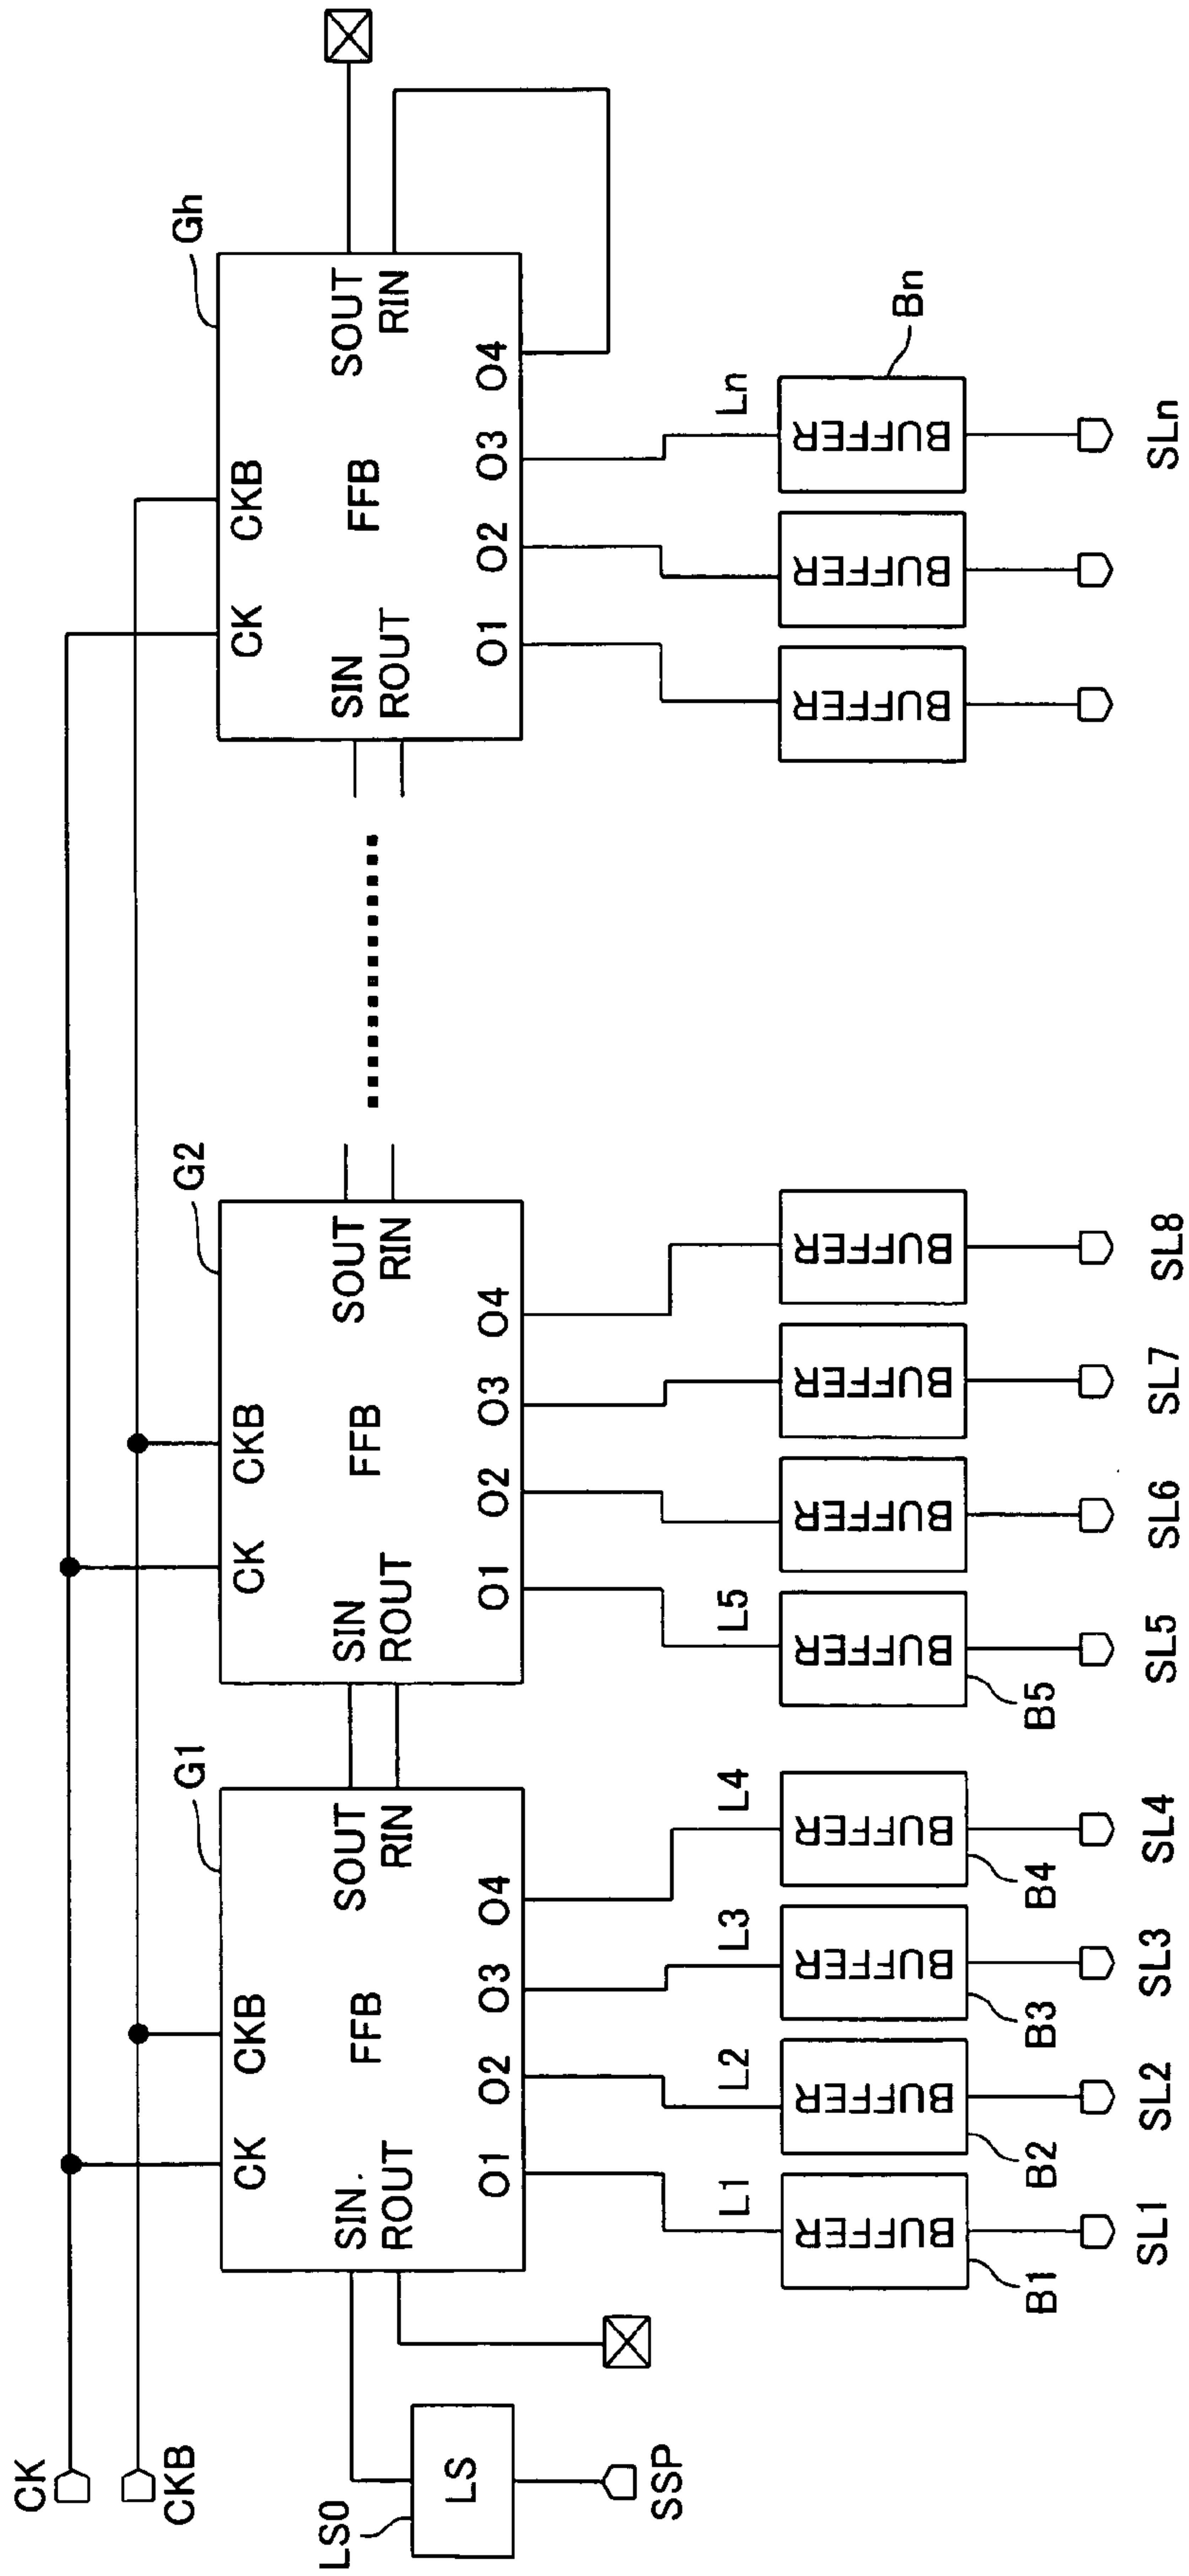 CK
CKB
G1
G2
Gh
CK CKB
CK CKB
CK CKB
SIN SOUT
ROUT RIN
FFB
O1 O2 O3 O4
SIN SOUT
ROUT RIN
FFB
O1 O2 O3 O4
SIN SOUT
ROUT RIN
FFB
O1 O2 O3 O4
LS0
LS
SSP
L1 L2 L3 L4 L5 Ln
BUFFER BUFFER BUFFER BUFFER
BUFFER BUFFER BUFFER BUFFER
BUFFER BUFFER BUFFER
B1 B2 B3 B4 B5 Bn
SL1 SL2 SL3 SL4 SL5 SL6 SL7 SL8 SLn